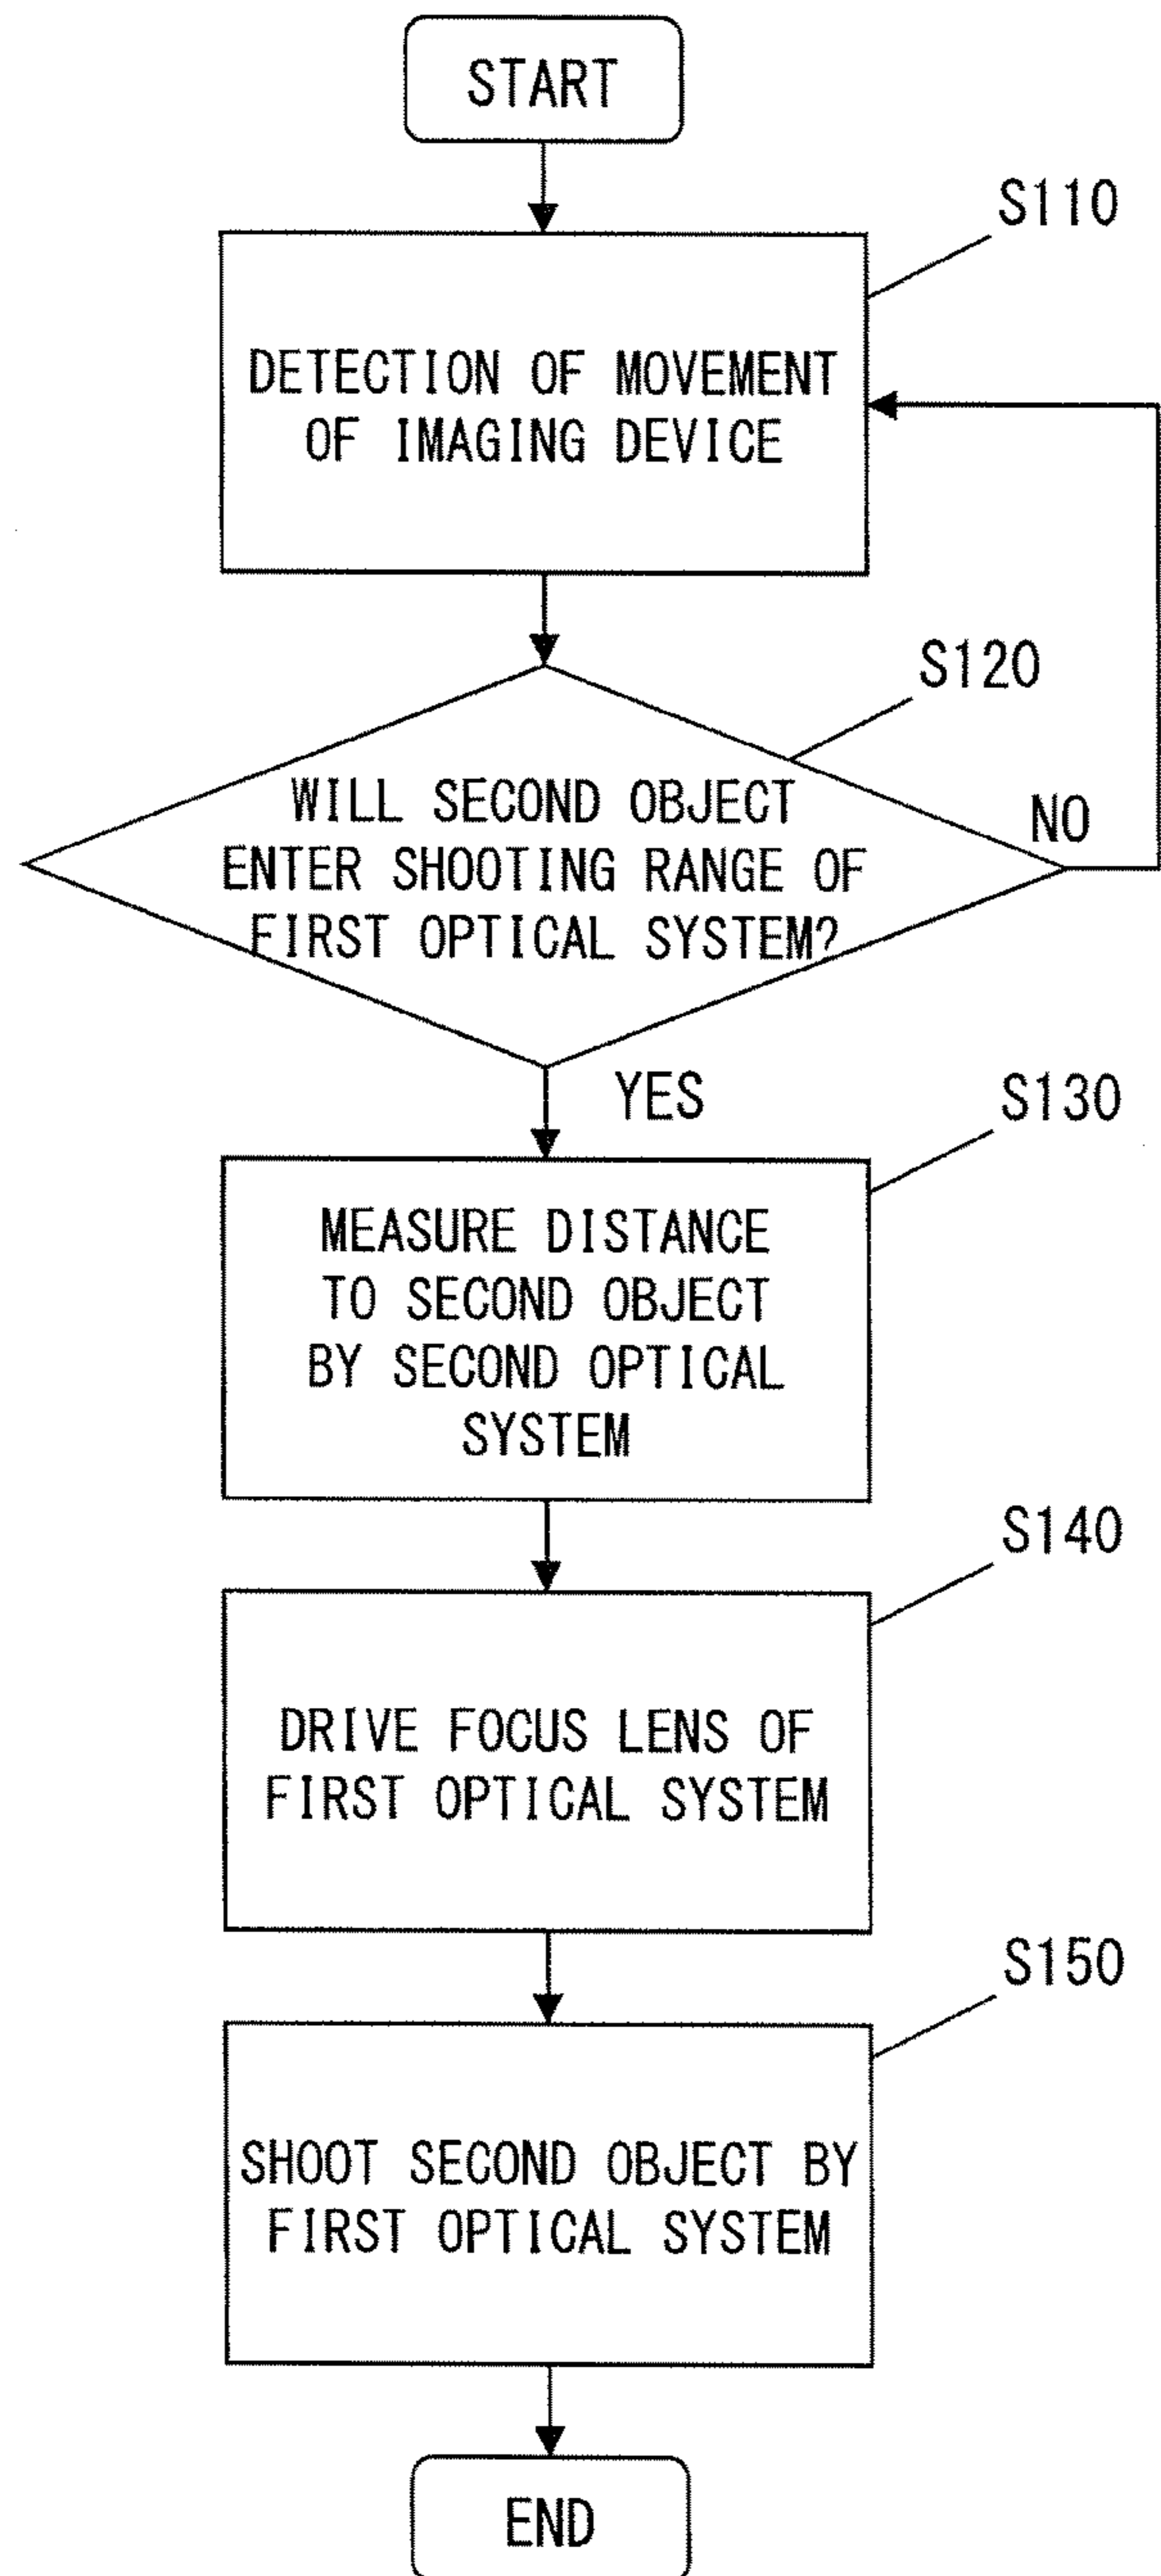 START
S110
DETECTION OF MOVEMENT
OF IMAGING DEVICE
S120
WILL SECOND OBJECT
ENTER SHOOTING RANGE OF
FIRST OPTICAL SYSTEM?
NO
YES
S130
MEASURE DISTANCE
TO SECOND OBJECT
BY SECOND OPTICAL
SYSTEM
S140
DRIVE FOCUS LENS OF
FIRST OPTICAL SYSTEM
S150
SHOOT SECOND OBJECT BY
FIRST OPTICAL SYSTEM
END